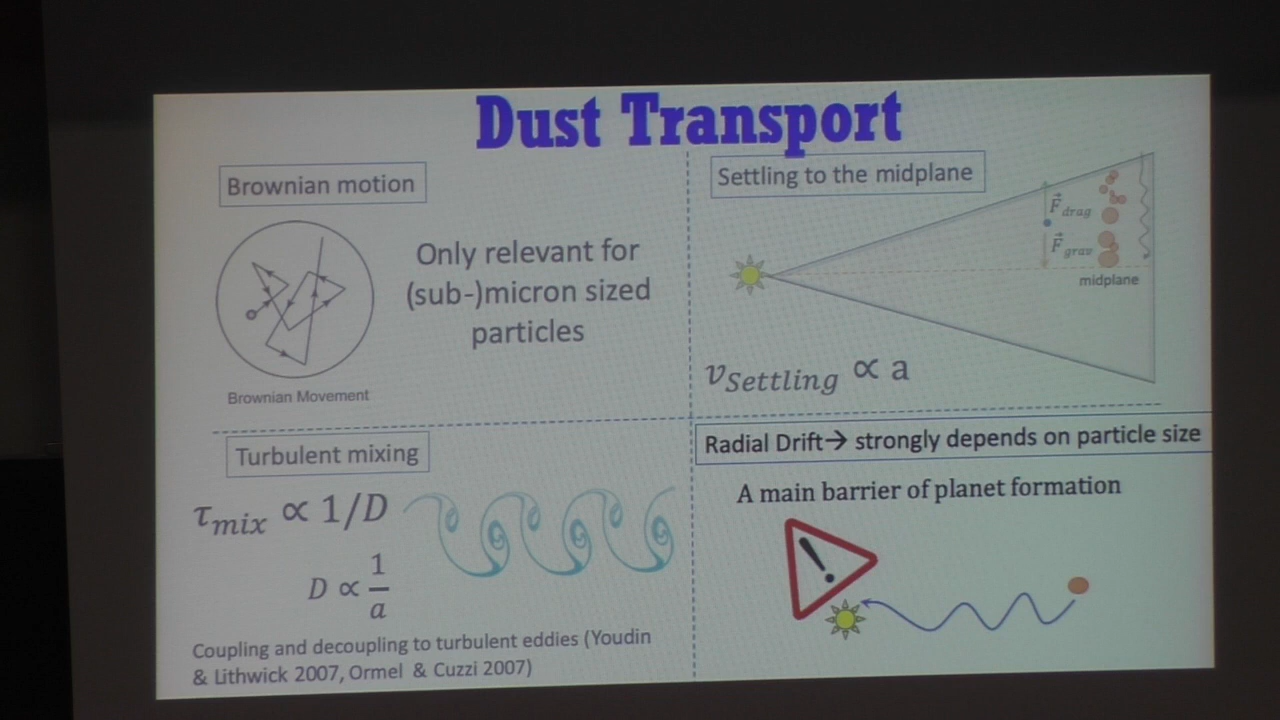 Dust Transport
Brownian motion
Only relevant for
(sub-)micron sized
particles
Brownian Movement
Settling to the midplane
F⃗drag
F⃗grav
midplane
vSettling ∝ a
Turbulent mixing
τmix ∝ 1/D
D ∝ 1/a
Coupling and decoupling to turbulent eddies (Youdin
& Lithwick 2007, Ormel & Cuzzi 2007)
Radial Drift→ strongly depends on particle size
A main barrier of planet formation
!